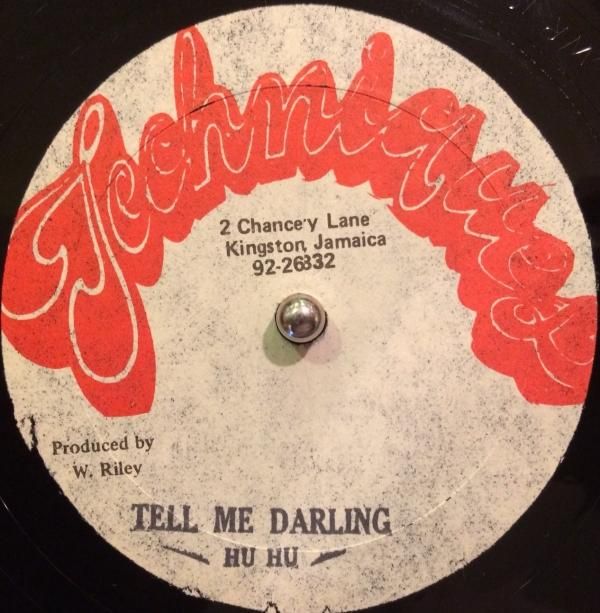 Techniques
2 Chance'y Lane
Kingston, Jamaica
92-26332
Produced by
W. Riley
TELL ME DARLING
HU HU